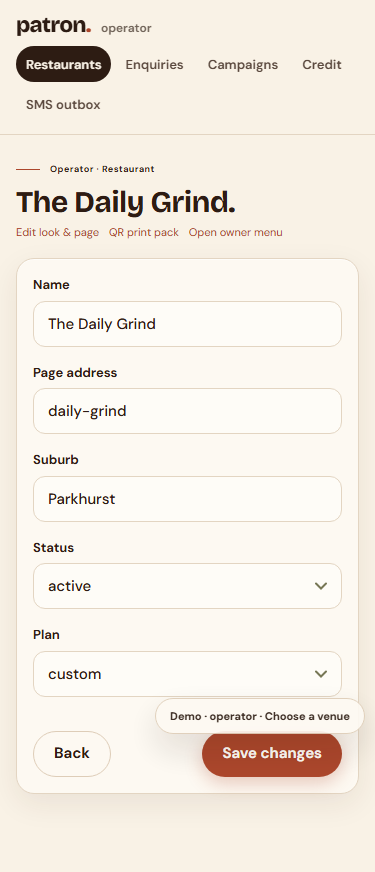 patron. operator
Restaurants Enquiries Campaigns Credit
SMS outbox
Operator · Restaurant
The Daily Grind.
Edit look & page QR print pack Open owner menu
Name
The Daily Grind
Page address
daily-grind
Suburb
Parkhurst
Status
active
Plan
custom
Demo · operator · Choose a venue
Back Save changes